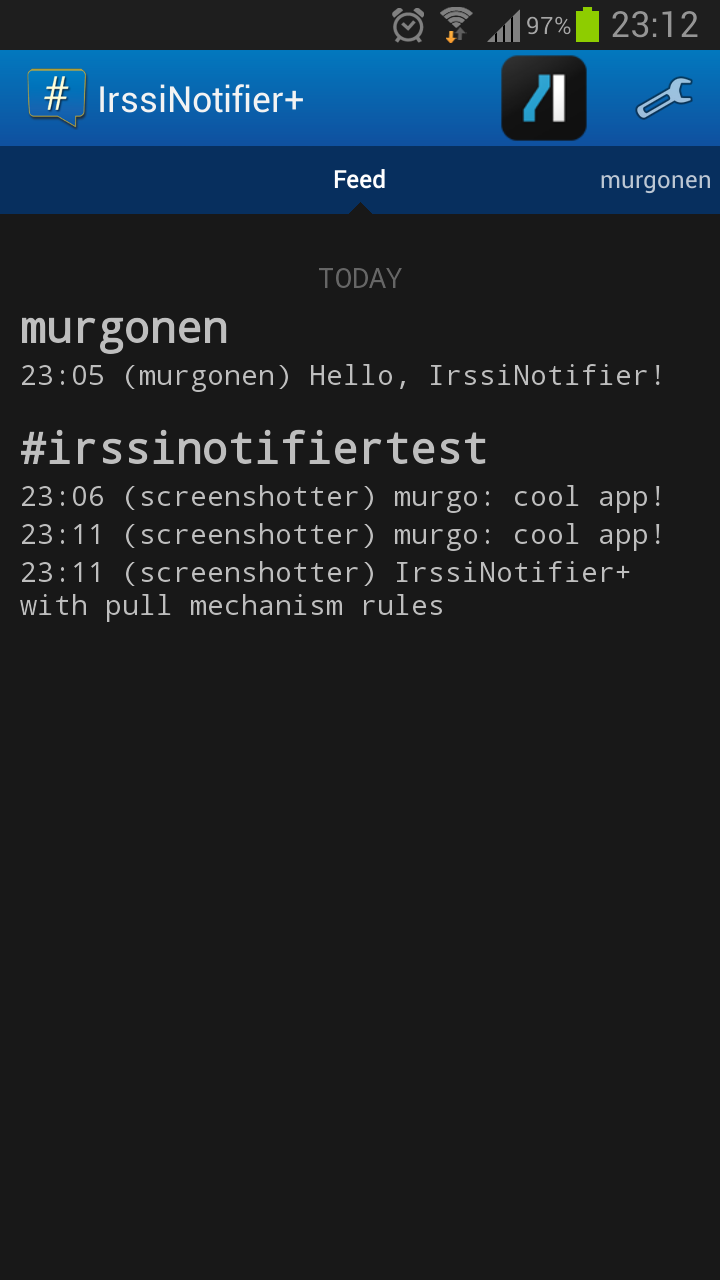 97% 23:12
# IrssiNotifier+
Feed murgonen
TODAY
murgonen
23:05 (murgonen) Hello, IrssiNotifier!
#irssinotifiertest
23:06 (screenshotter) murgo: cool app!
23:11 (screenshotter) murgo: cool app!
23:11 (screenshotter) IrssiNotifier+
with pull mechanism rules